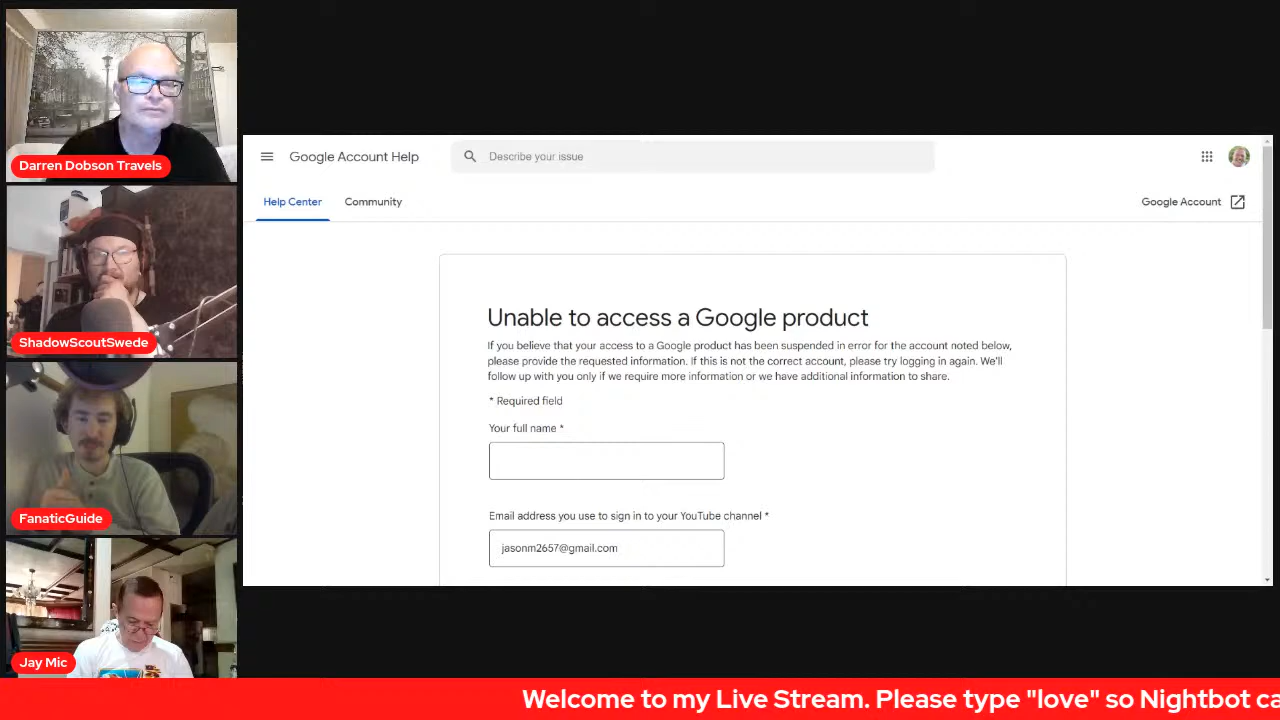 Darren Dobson Travels
ShadowScoutSwede
FanaticGuide
Jay Mic
Google Account Help
Describe your issue
Help Center
Community
Google Account
Unable to access a Google product
If you believe that your access to a Google product has been suspended in error for the account noted below,
please provide the requested information. If this is not the correct account, please try logging in again. We'll
follow up with you only if we require more information or we have additional information to share.
* Required field
Your full name *
Email address you use to sign in to your YouTube channel *
jasonm2657@gmail.com
Welcome to my Live Stream. Please type "love" so Nightbot ca